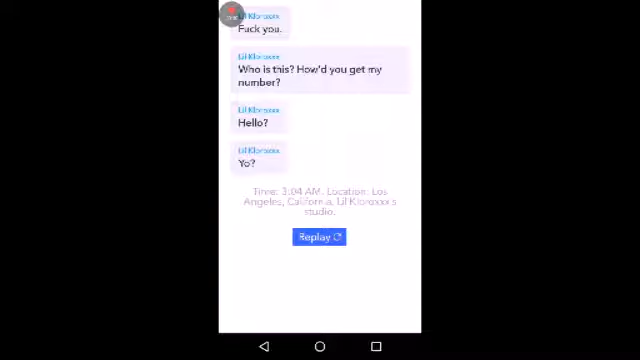 Lil Kloroxxx
Fuck you.
Lil Kloroxxx
Who is this? How'd you get my
number?
Lil Kloroxxx
Hello?
Lil Kloroxxx
Yo?
Time: 3:04 AM. Location: Los
Angeles, California. Lil Kloroxxx's
studio.
Replay